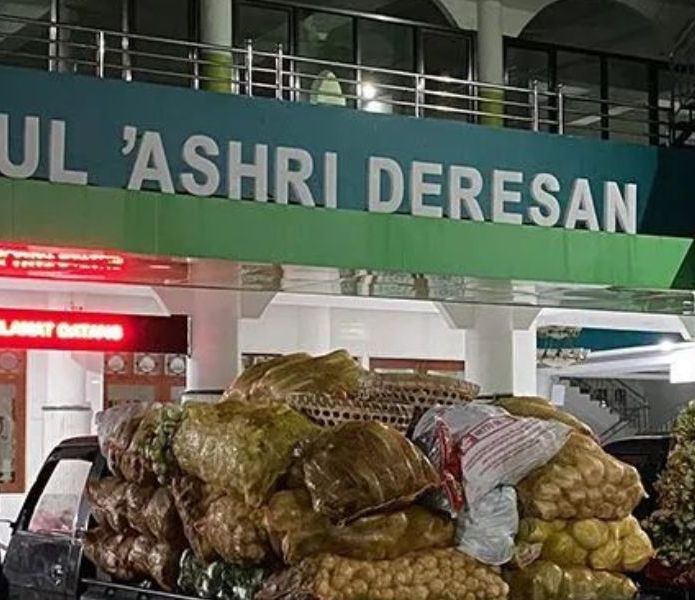 UL 'ASHRI DERESAN
LAMAT DATANG